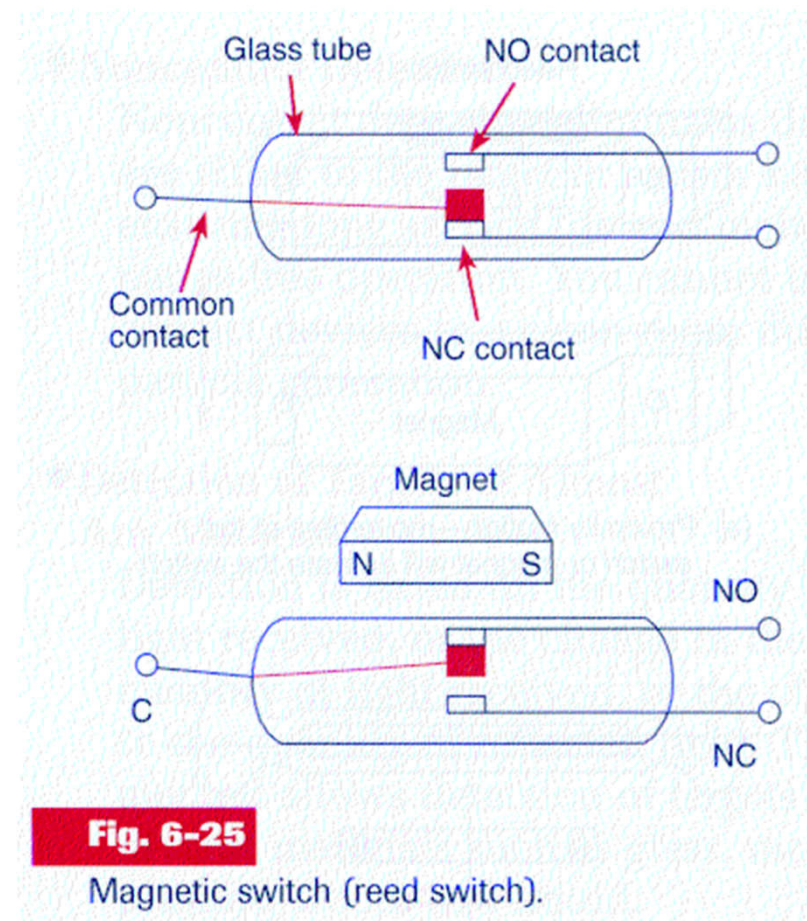 Glass tube
NO contact
Common
contact
NC contact
Magnet
N S
NO
C
NC
Fig. 6-25
Magnetic switch (reed switch).